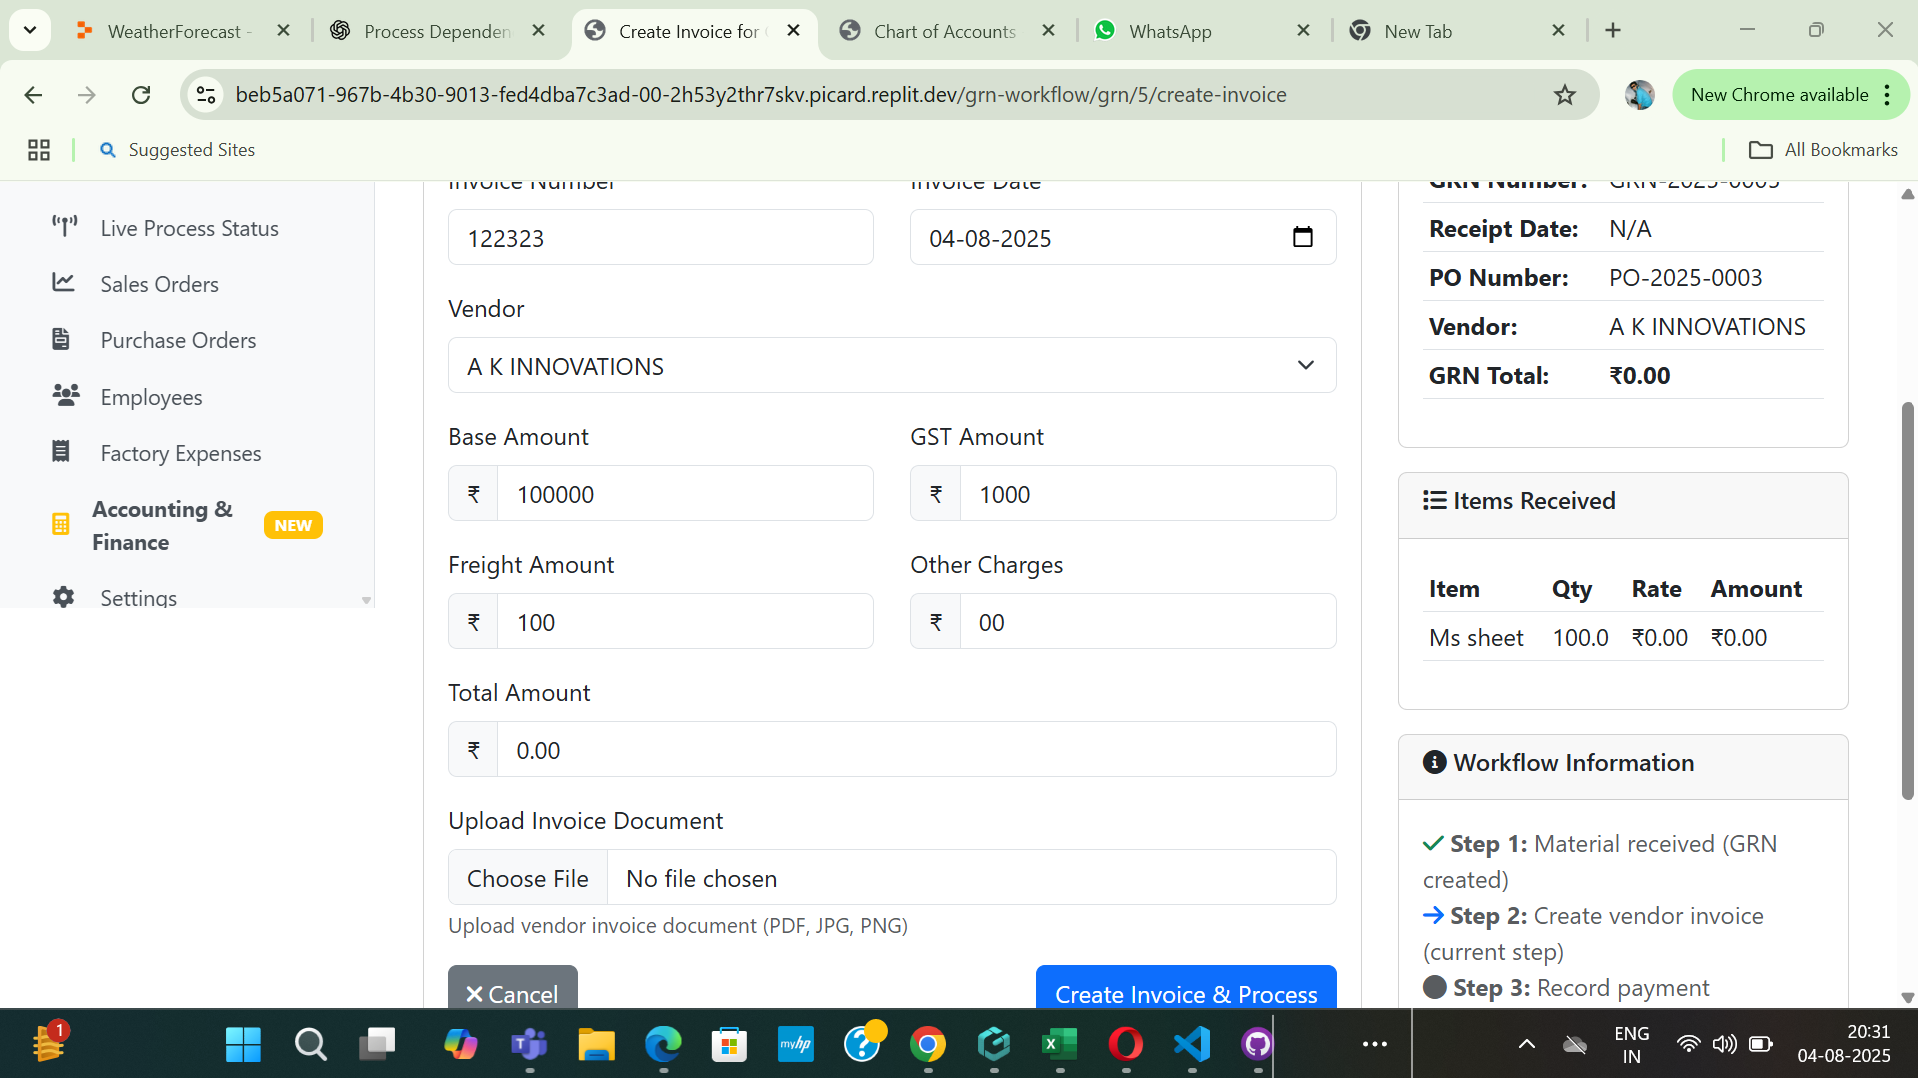 WeatherForecast -
Process Dependen
Create Invoice for
Chart of Accounts
WhatsApp
New Tab
beb5a071-967b-4b30-9013-fed4dba7c3ad-00-2h53y2thr7skv.picard.replit.dev/grn-workflow/grn/5/create-invoice
New Chrome available
Suggested Sites
All Bookmarks
Live Process Status
Sales Orders
Purchase Orders
Employees
Factory Expenses
Accounting &
Finance
NEW
Settings
Invoice Number
Invoice Date
122323
04-08-2025
Vendor
A K INNOVATIONS
Base Amount
GST Amount
₹ 100000
₹ 1000
Freight Amount
Other Charges
₹ 100
₹ 00
Total Amount
₹ 0.00
Upload Invoice Document
Choose File No file chosen
Upload vendor invoice document (PDF, JPG, PNG)
Cancel
Create Invoice & Process
GRN Number: GRN-2025-0005
Receipt Date: N/A
PO Number: PO-2025-0003
Vendor: A K INNOVATIONS
GRN Total: ₹0.00
Items Received
Item Qty Rate Amount
Ms sheet 100.0 ₹0.00 ₹0.00
Workflow Information
Step 1: Material received (GRN
created)
Step 2: Create vendor invoice
(current step)
Step 3: Record payment
1
myhp
ENG
IN
20:31
04-08-2025